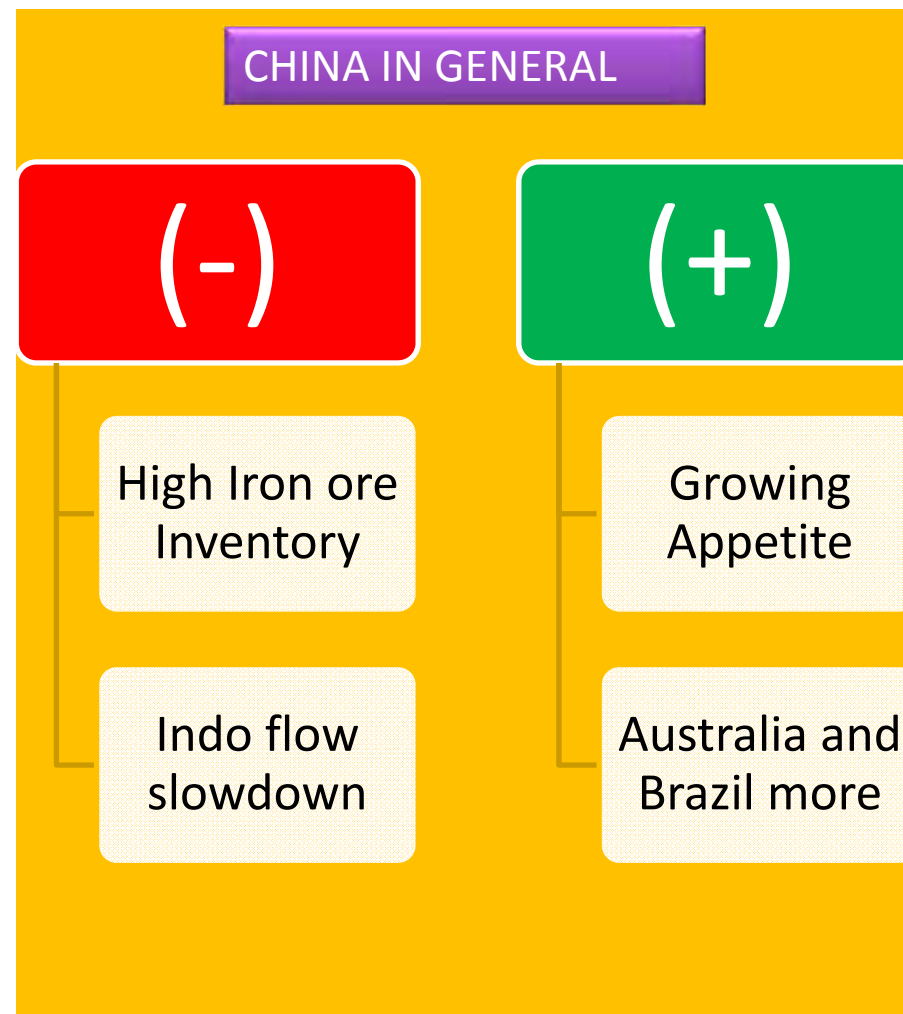 CHINA IN GENERAL
(-)
High Iron ore
Inventory
Indo flow
slowdown
(+)
Growing
Appetite
Australia and
Brazil more